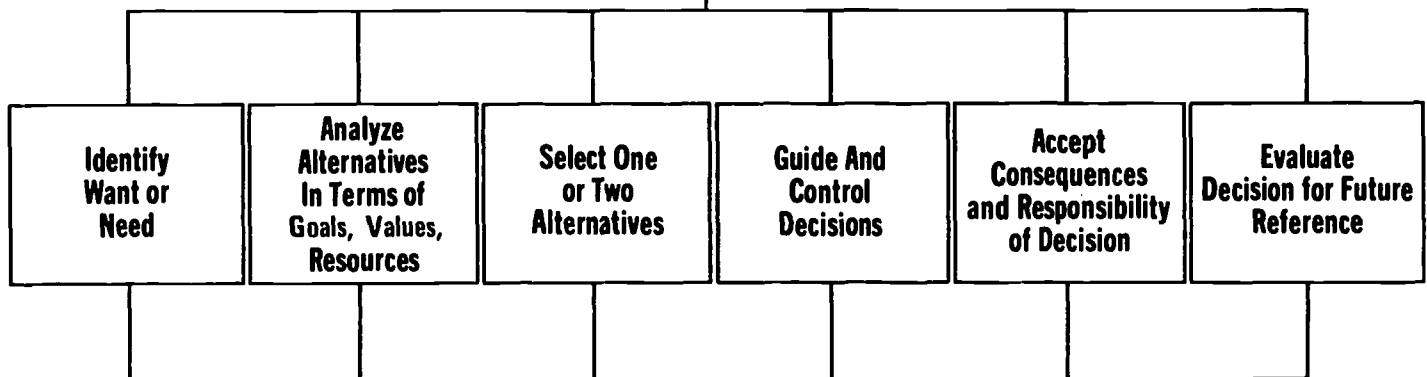 Identify
Want or
Need
Analyze
Alternatives
In Terms of
Goals, Values,
Resources
Select One
or Two
Alternatives
Guide And
Control
Decisions
Accept
Consequences
and Responsibility
of Decision
Evaluate
Decision for Future
Reference